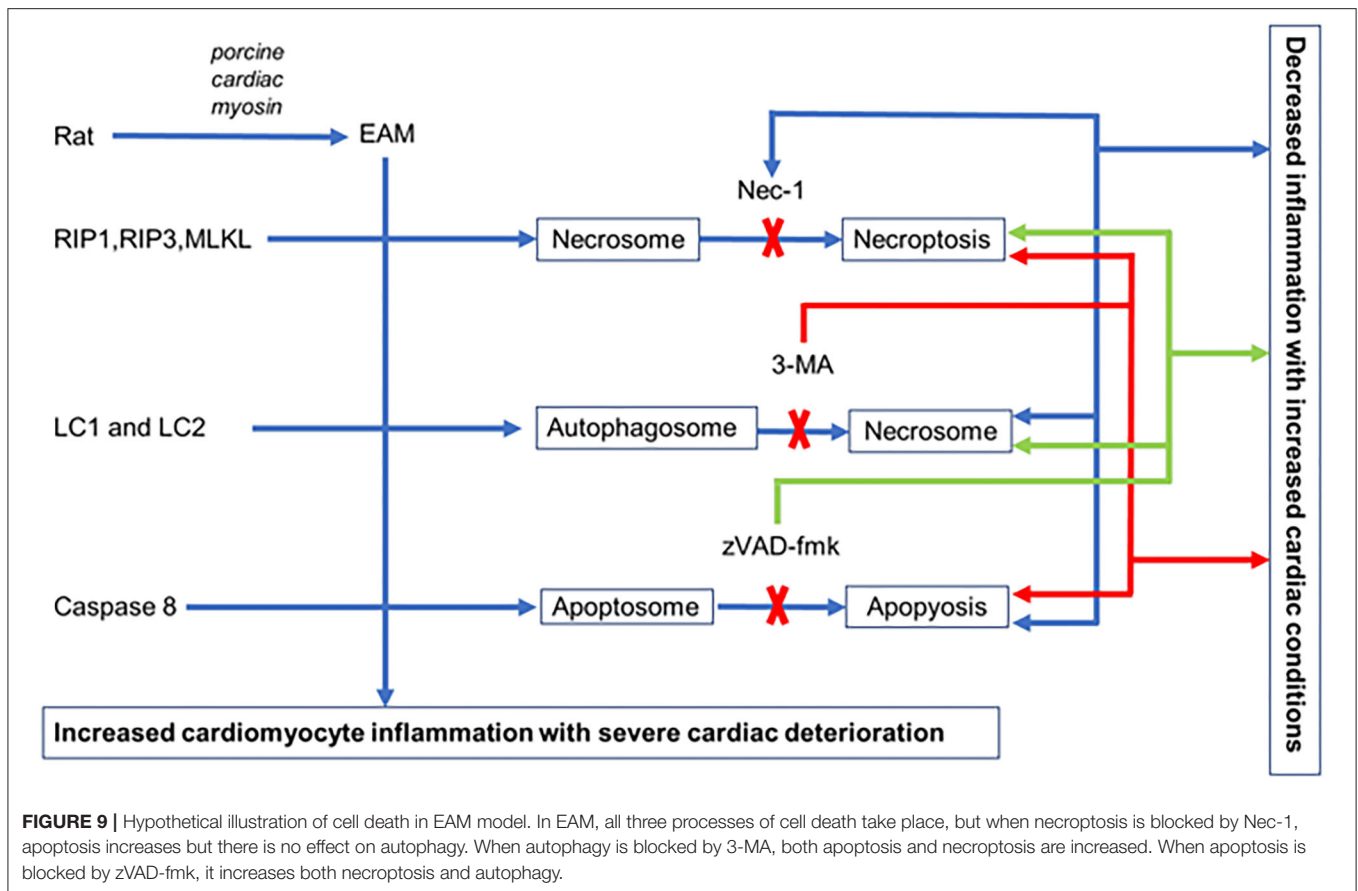 porcine
cardiac
myosin
Rat
EAM
Nec-1
RIP1,RIP3,MLKL
Necrosome
Necroptosis
3-MA
LC1 and LC2
Autophagosome
Necrosome
zVAD-fmk
Caspase 8
Apoptosome
Apopyosis
Increased cardiomyocyte inflammation with severe cardiac deterioration
Decreased inflammation with increased cardiac conditions
FIGURE 9 | Hypothetical illustration of cell death in EAM model. In EAM, all three processes of cell death take place, but when necroptosis is blocked by Nec-1,
apoptosis increases but there is no effect on autophagy. When autophagy is blocked by 3-MA, both apoptosis and necroptosis are increased. When apoptosis is
blocked by zVAD-fmk, it increases both necroptosis and autophagy.